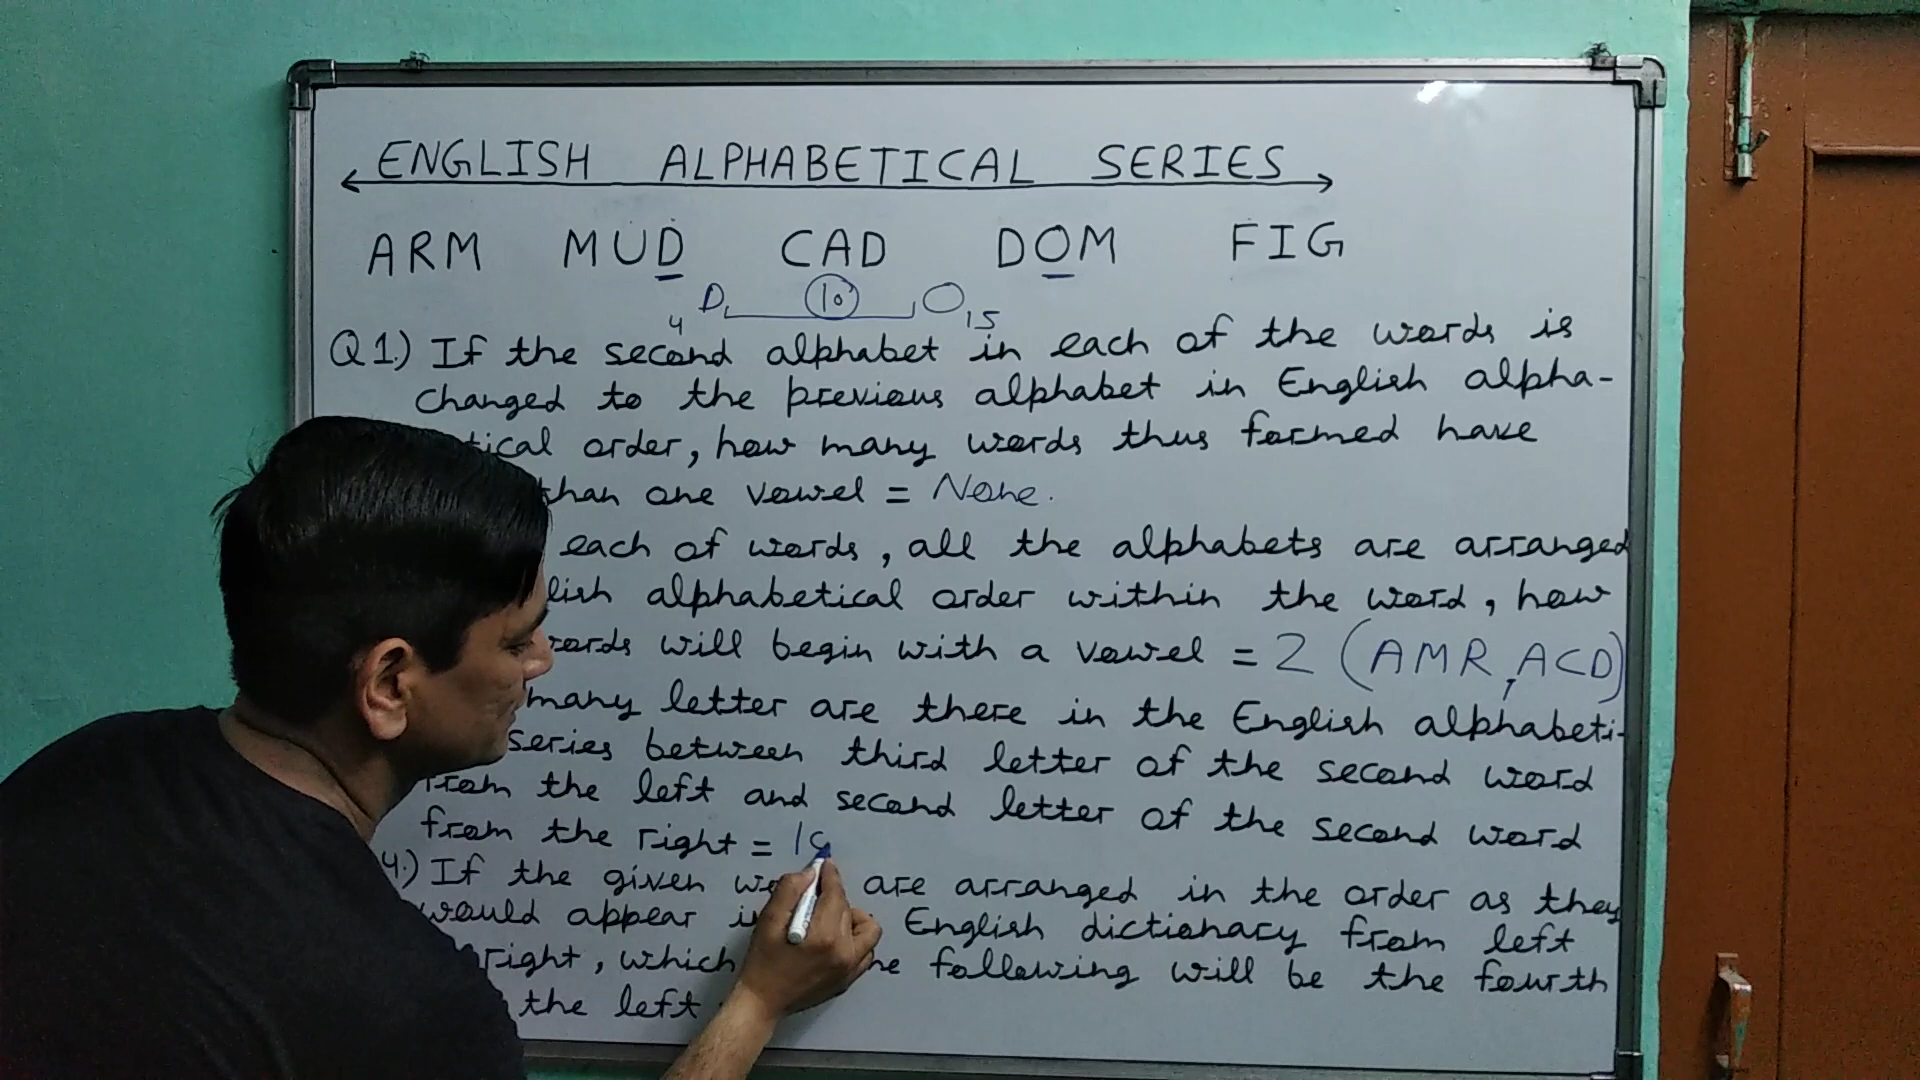 ENGLISH ALPHABETICAL SERIES
ARM MUD CAD DOM FIG
D 10 O
4 15
Q1.) If the second alphabet in each of the words is
changed to the previous alphabet in English alpha-
tical order, how many words thus formed have
than one vowel = None.
each of words, all the alphabets are arranged
lish alphabetical order within the word, how
words will begin with a vowel = 2 (AMR, ACD)
many letter are there in the English alphabeti-
series between third letter of the second word
from the left and second letter of the second word
from the right = 1
4.) If the given are arranged in the order as they
would appear in English dictionary from left
right, which following will be the fourth
the left